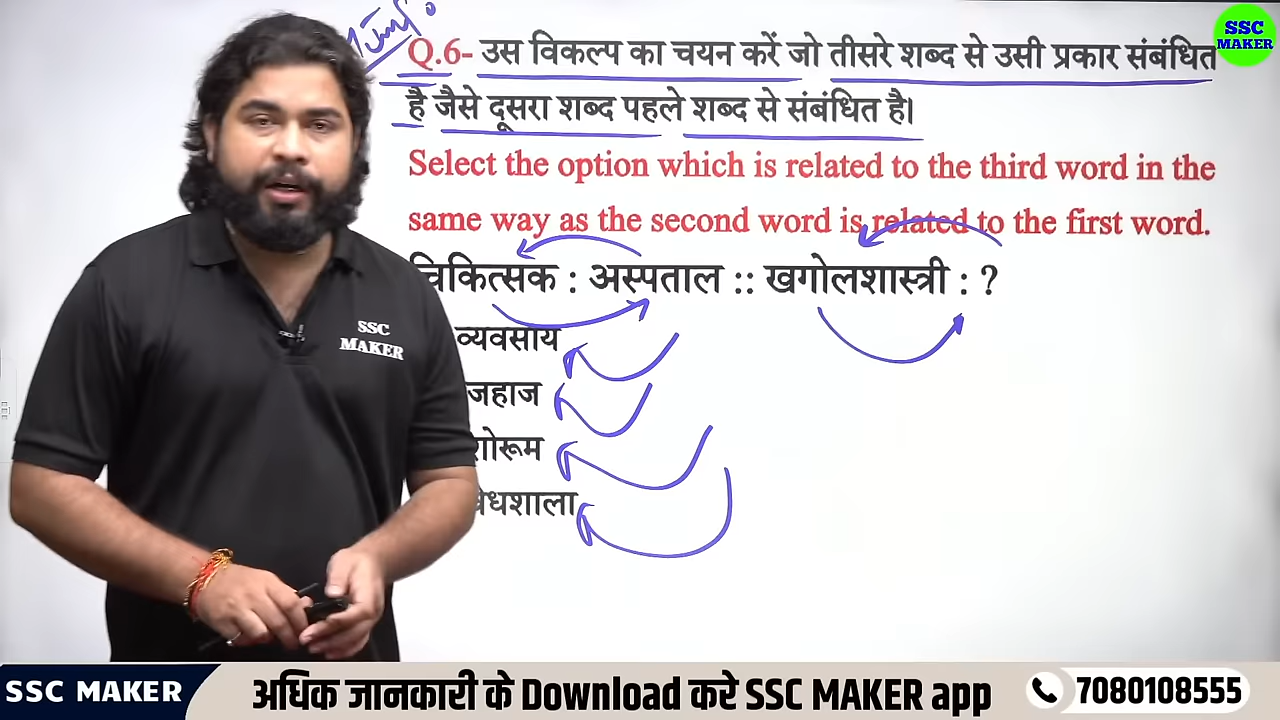 SSC
MAKER
Q.6- उस विकल्प का चयन करें जो तीसरे शब्द से उसी प्रकार संबंधित
है जैसे दूसरा शब्द पहले शब्द से संबंधित है।
Select the option which is related to the third word in the
same way as the second word is related to the first word.
चिकित्सक : अस्पताल :: खगोलशास्त्री : ?
व्यवसाय
जहाज
शोरूम
वेधशाला
SSC
MAKER
SSC MAKER
अधिक जानकारी के Download करे SSC MAKER app
7080108555